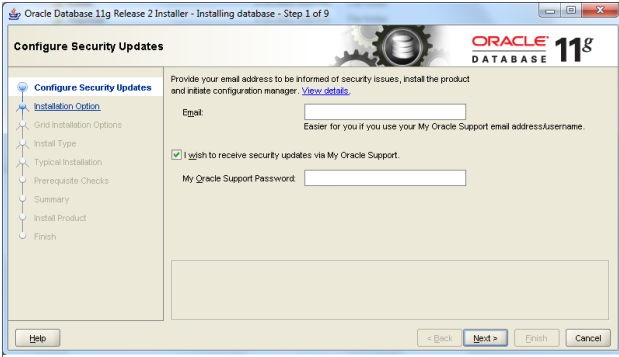 Oracle Database 11g Release 2 Installer - Installing database - Step 1 of 9
Configure Security Updates
ORACLE
DATABASE 11g
Configure Security Updates
Installation Option
Grid Installation Options
Install Type
Typical Installation
Prerequisite Checks
Summary
Install Product
Finish
Provide your email address to be informed of security issues, install the product
and initiate configuration manager. View details.
Email:
Easier for you if you use your My Oracle Support email address/username.
I wish to receive security updates via My Oracle Support.
My Oracle Support Password:
Help
< Back
Next >
Finish
Cancel